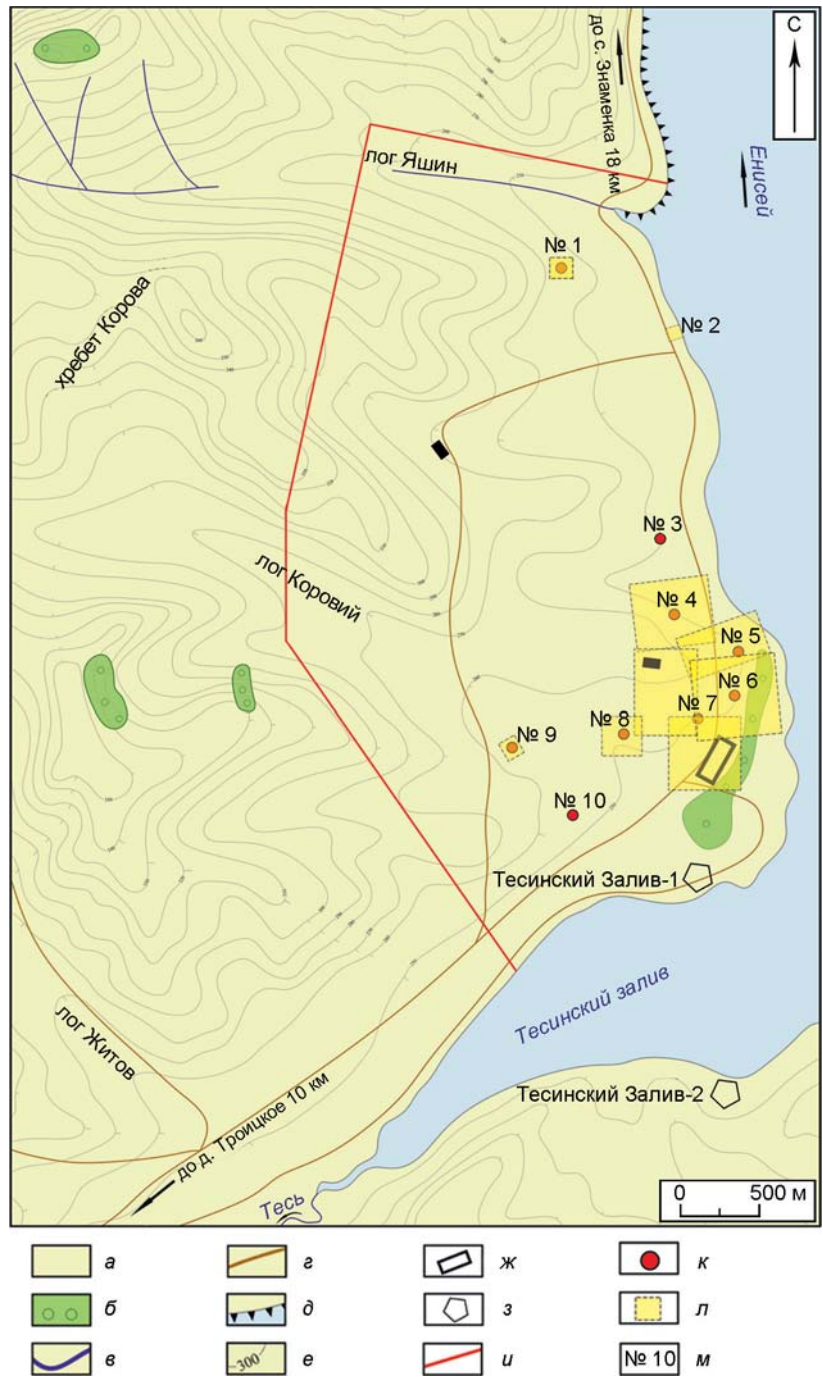 С
до с. Знаменка 18 км
Енисей
лог Яшин
№ 1
№ 2
хребет Корова
№ 3
лог Коровий
№ 4
№ 5
№ 6
№ 7
№ 8
№ 9
№ 10
Тесинский Залив-1
Тесинский залив
лог Житов
Тесинский Залив-2
до д. Троицкое 10 км
Тесь
0 500 м
а г ж к
б д з л
300
№ 10
в е и м